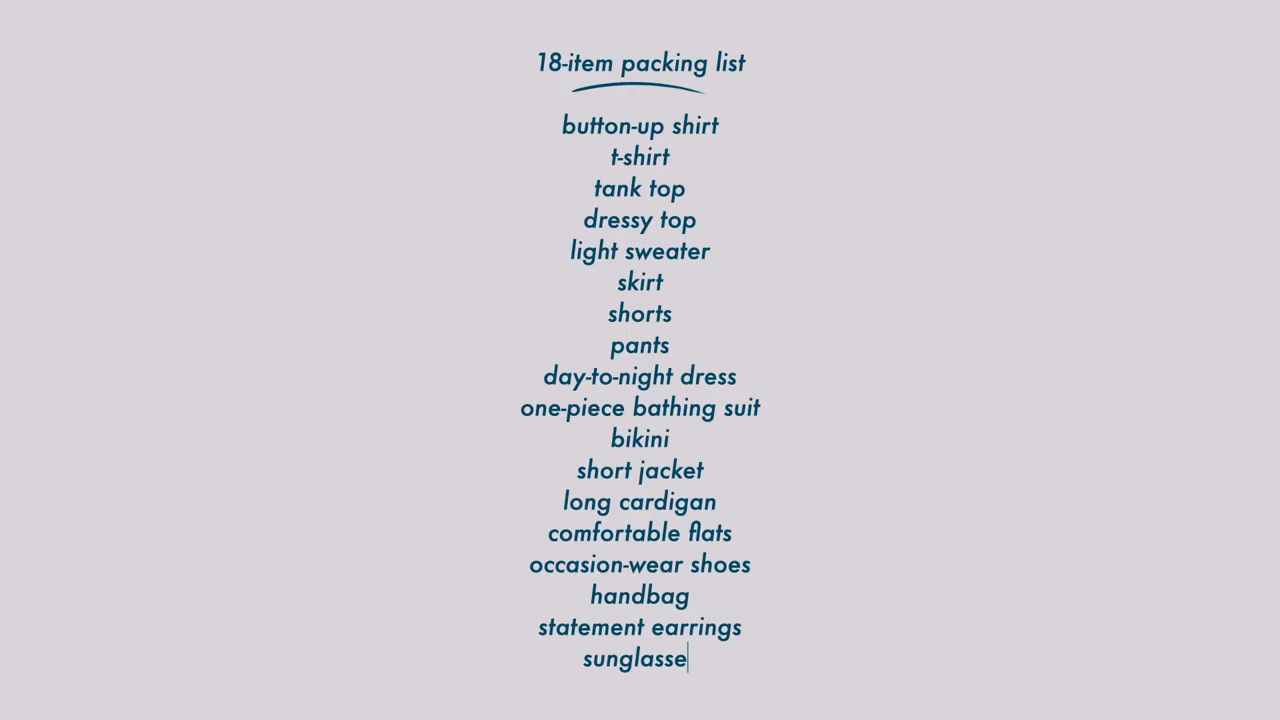 18-item packing list
button-up shirt
t-shirt
tank top
dressy top
light sweater
skirt
shorts
pants
day-to-night dress
one-piece bathing suit
bikini
short jacket
long cardigan
comfortable flats
occasion-wear shoes
handbag
statement earrings
sunglasse